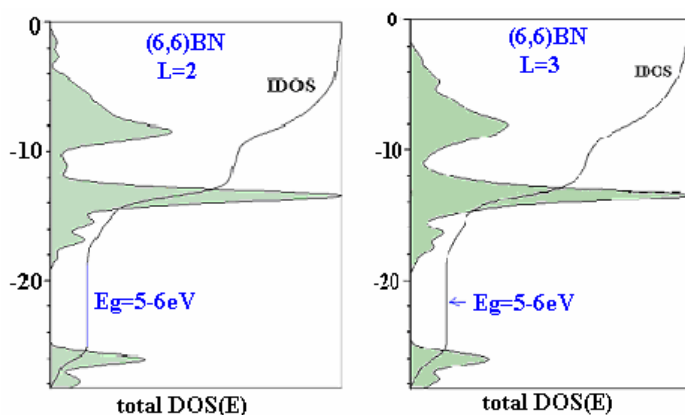 0
(6,6)BN
L=2
IDOS
-10
-20
Eg=5-6eV
total DOS(E)
0
(6,6)BN
L=3
IDOS
-10
-20
Eg=5-6eV
total DOS(E)